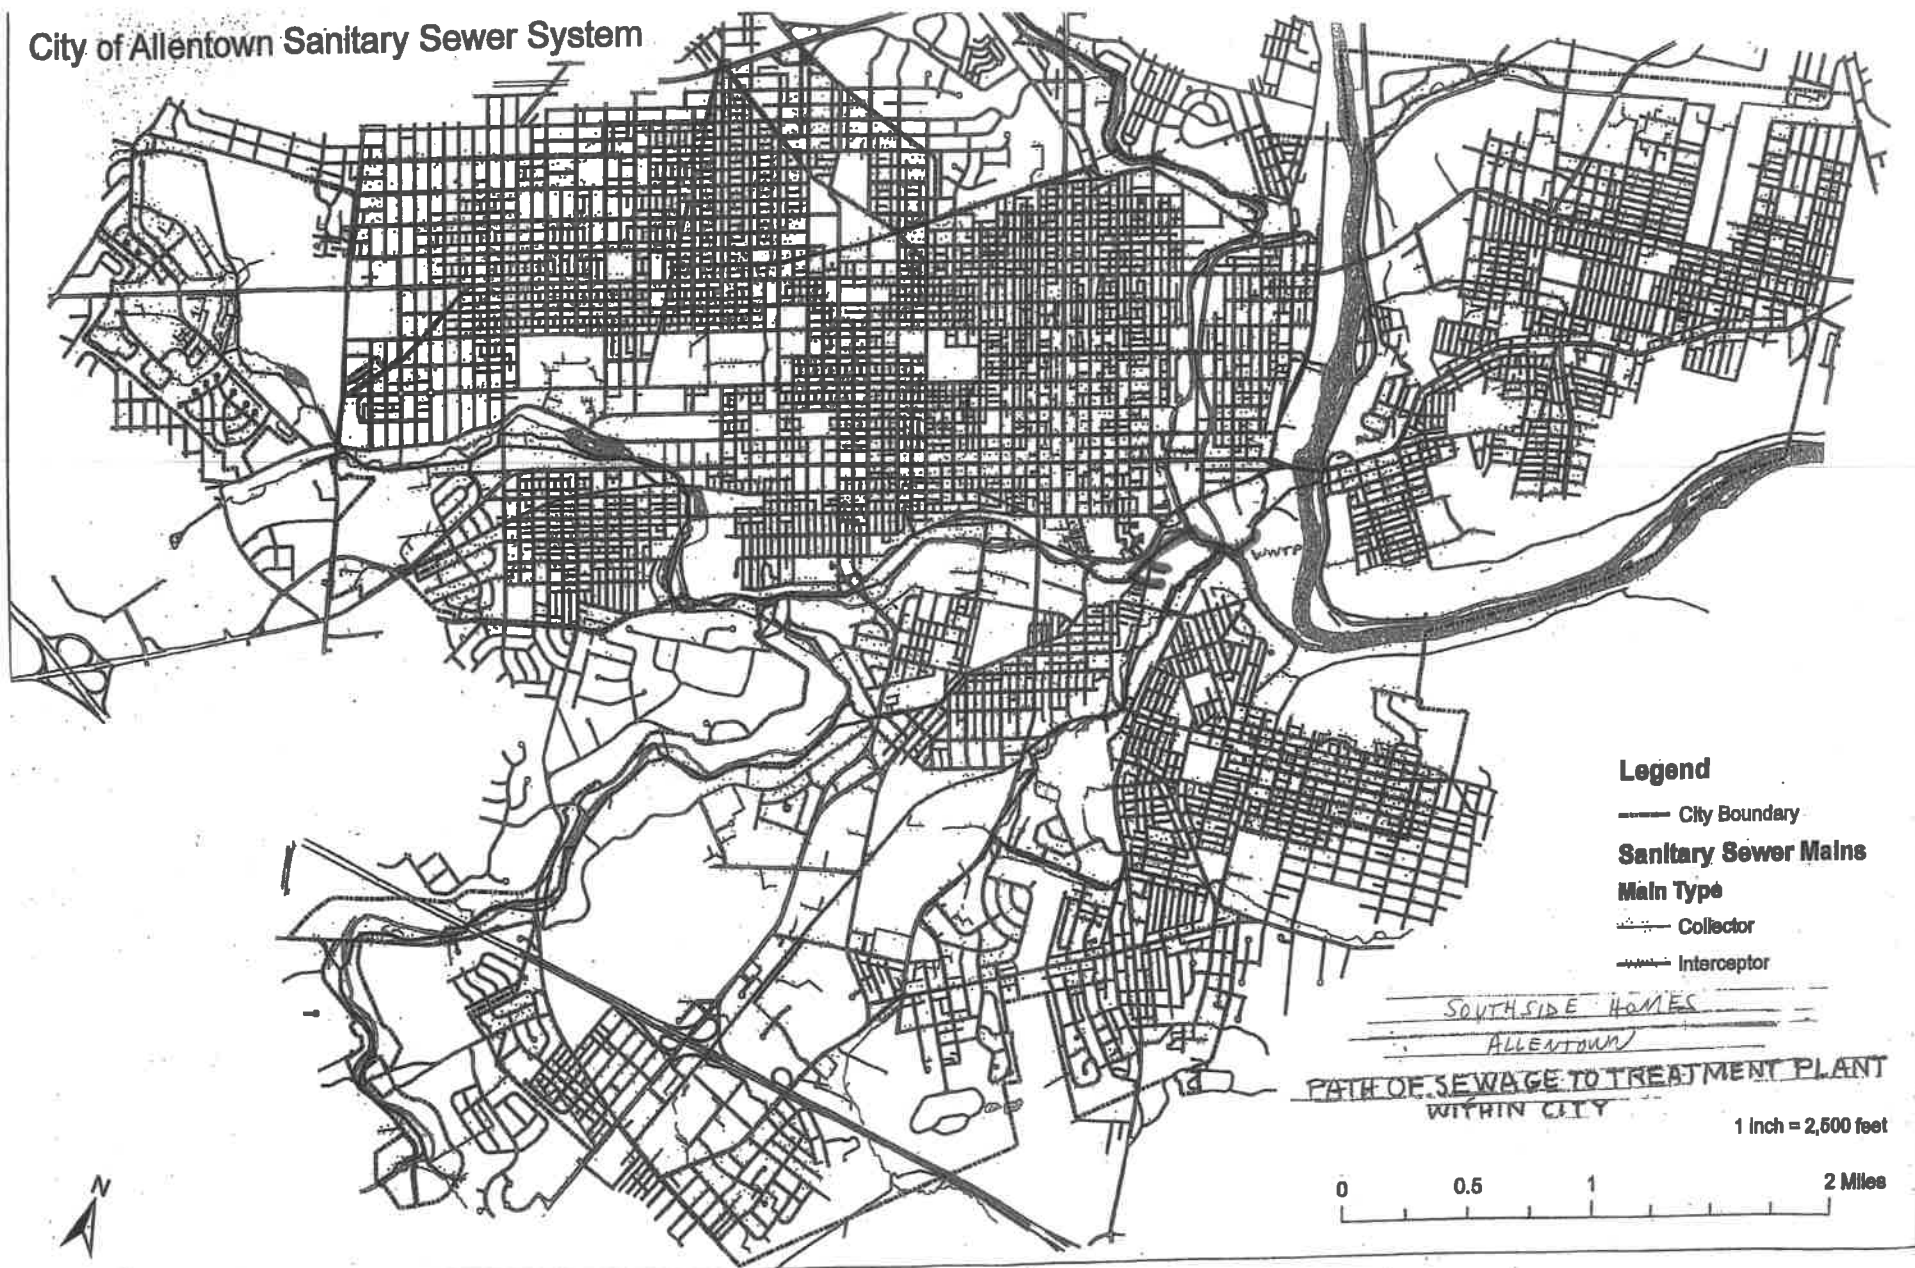 City of Allentown Sanitary Sewer System
WWTP
Legend
City Boundary
Sanitary Sewer Mains
Main Type
Collector
Interceptor
SOUTHSIDE HOMES
ALLENTOWN
PATH OF SEWAGE TO TREATMENT PLANT
WITHIN CITY
1 inch = 2,500 feet
0 0.5 1 2 Miles
N